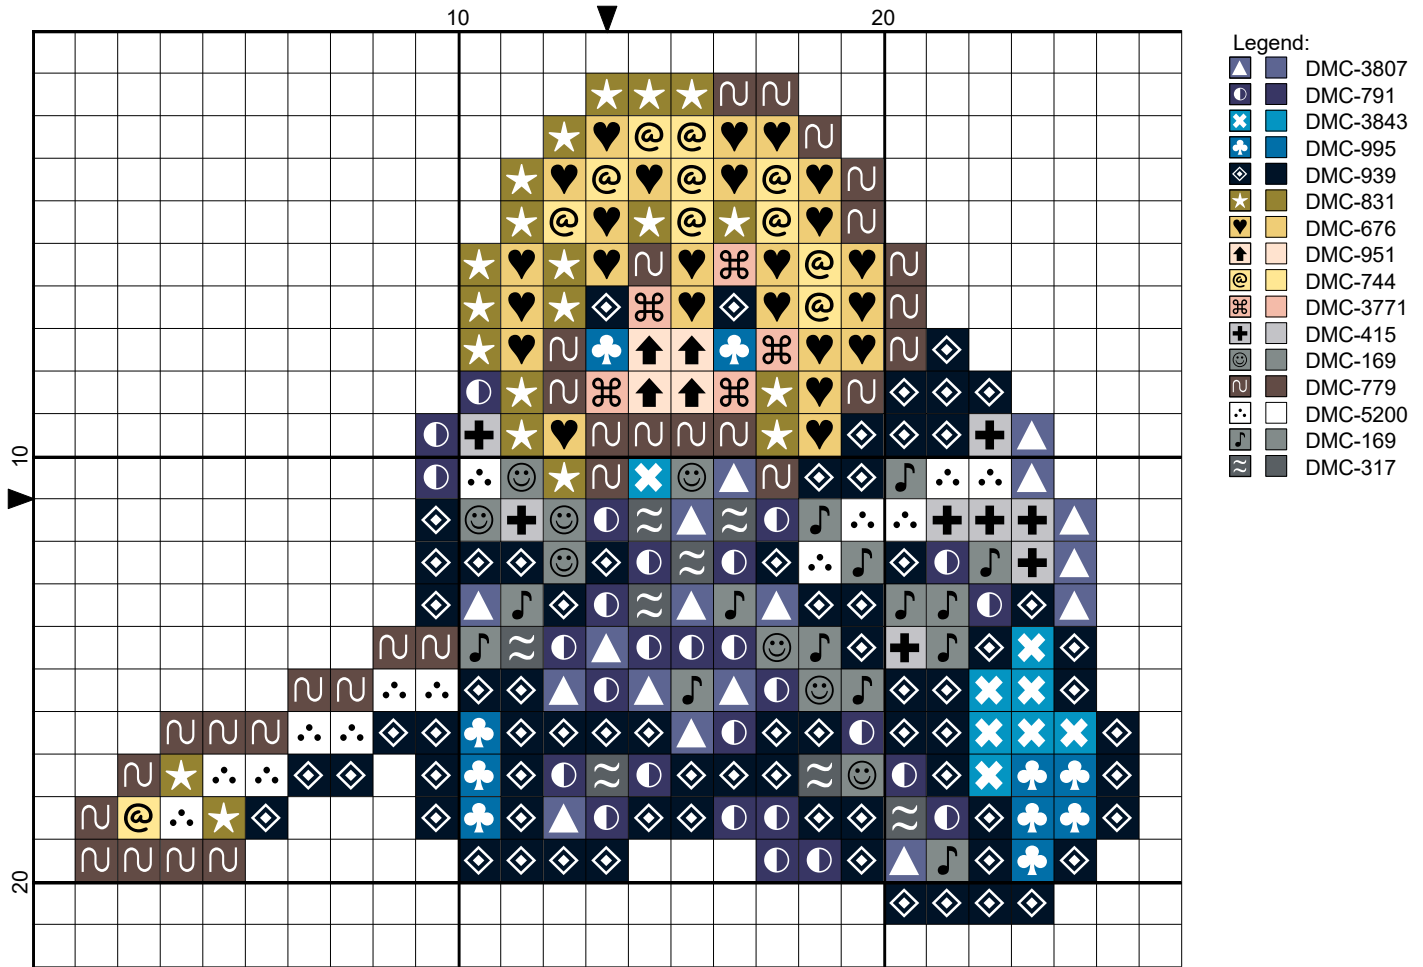 10 20
10
20
Legend:
DMC-3807
DMC-791
DMC-3843
DMC-995
DMC-939
DMC-831
DMC-676
DMC-951
@ DMC-744
⌘ DMC-3771
DMC-415
DMC-169
DMC-779
DMC-5200
♪ DMC-169
≈ DMC-317